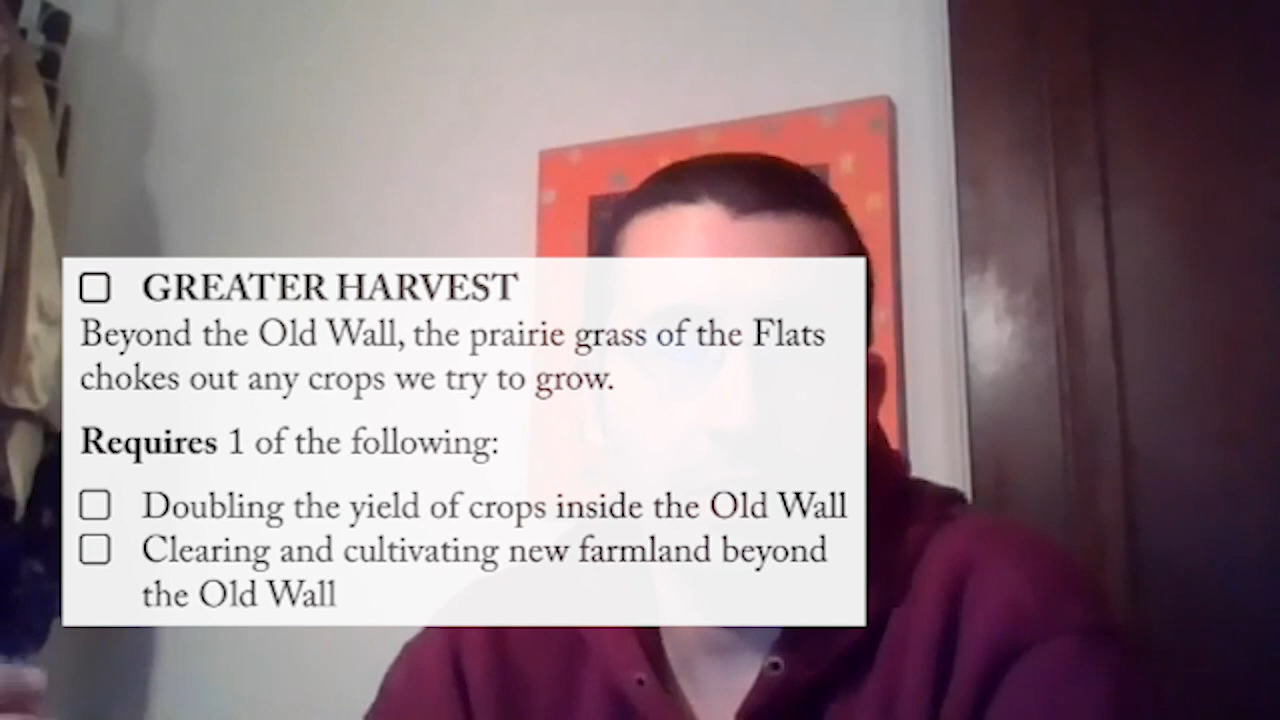 GREATER HARVEST
Beyond the Old Wall, the prairie grass of the Flats
chokes out any crops we try to grow.
Requires 1 of the following:
Doubling the yield of crops inside the Old Wall
Clearing and cultivating new farmland beyond
the Old Wall